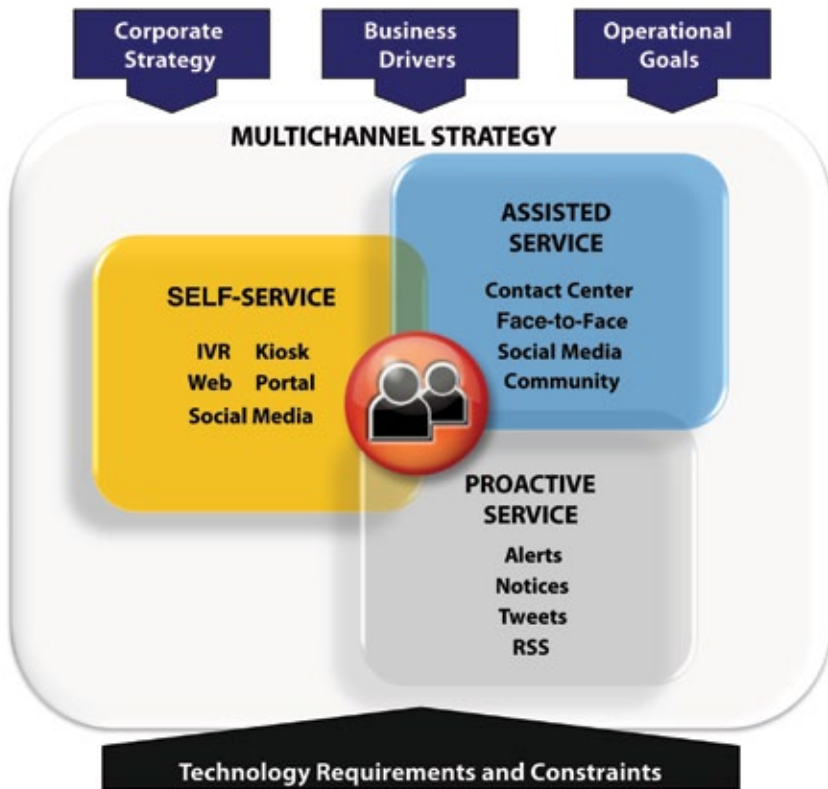 Corporate
Strategy
Business
Drivers
Operational
Goals
MULTICHANNEL STRATEGY
ASSISTED
SERVICE
Contact Center
Face-to-Face
Social Media
Community
SELF-SERVICE
IVR Kiosk
Web Portal
Social Media
PROACTIVE
SERVICE
Alerts
Notices
Tweets
RSS
Technology Requirements and Constraints